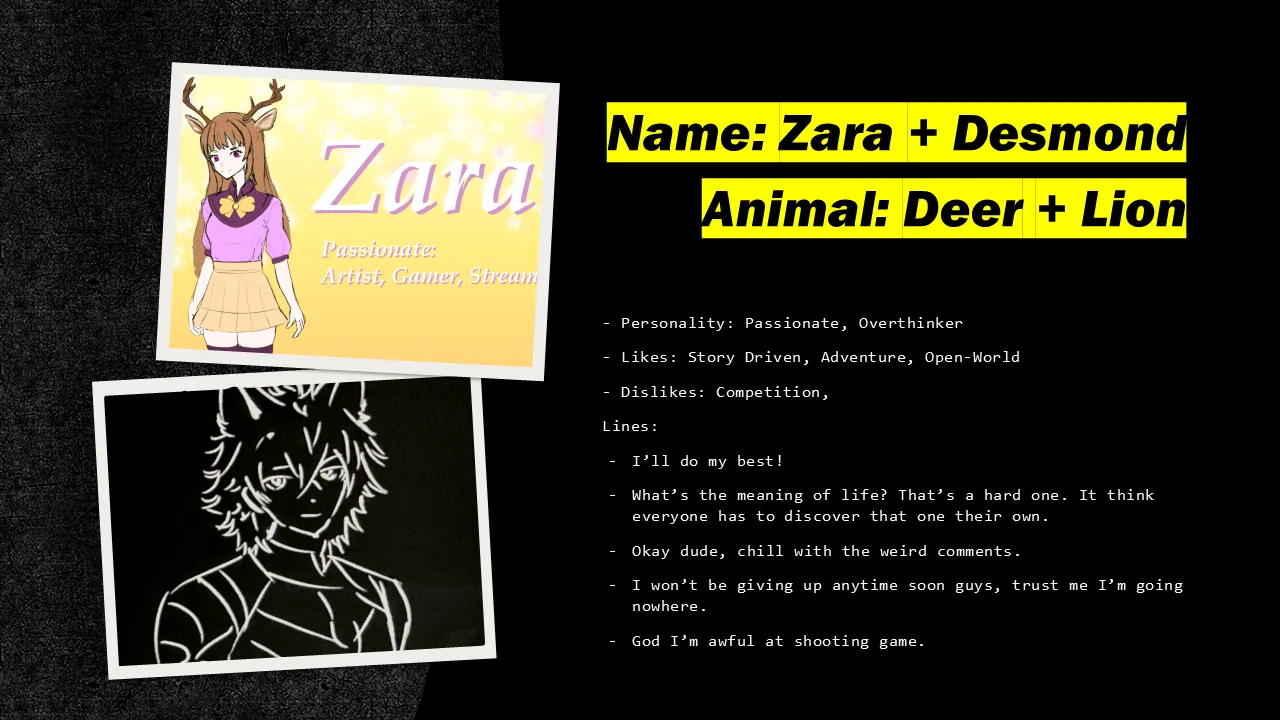 Zara
Passionate:
Artist, Gamer, Stream
Name: Zara + Desmond
Animal: Deer + Lion
- Personality: Passionate, Overthinker
- Likes: Story Driven, Adventure, Open-World
- Dislikes: Competition,
Lines:
- I’ll do my best!
- What’s the meaning of life? That’s a hard one. It think
everyone has to discover that one their own.
- Okay dude, chill with the weird comments.
- I won’t be giving up anytime soon guys, trust me I’m going
nowhere.
- God I’m awful at shooting game.